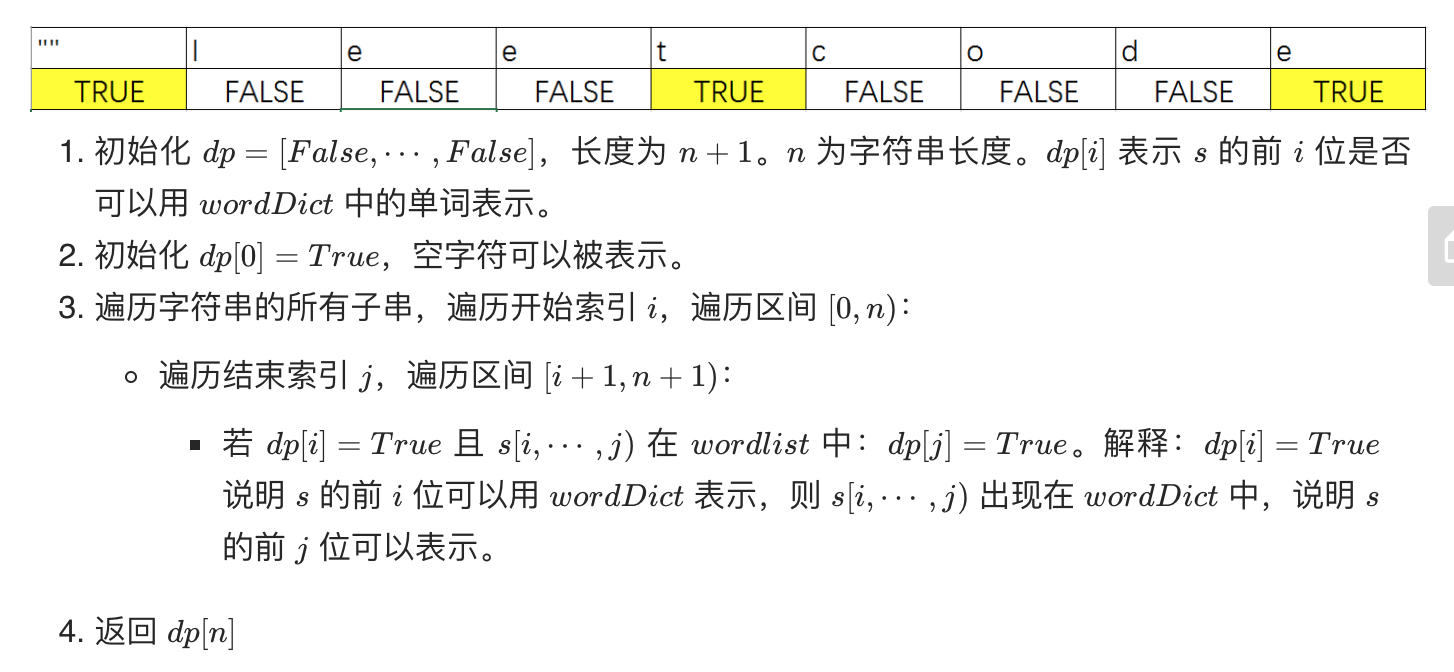 "" l e e t c o d e
TRUE FALSE FALSE FALSE TRUE FALSE FALSE FALSE TRUE
1. 初始化 dp = [False, ⋯ , False]，长度为 n + 1。n 为字符串长度。dp[i] 表示 s 的前 i 位是否
可以用 wordDict 中的单词表示。
2. 初始化 dp[0] = True，空字符可以被表示。
3. 遍历字符串的所有子串，遍历开始索引 i，遍历区间 [0, n)：
○ 遍历结束索引 j，遍历区间 [i + 1, n + 1)：
▪ 若 dp[i] = True 且 s[i, ⋯ , j) 在 wordlist 中：dp[j] = True。解释：dp[i] = True
说明 s 的前 i 位可以用 wordDict 表示，则 s[i, ⋯ , j) 出现在 wordDict 中，说明 s
的前 j 位可以表示。
4. 返回 dp[n]